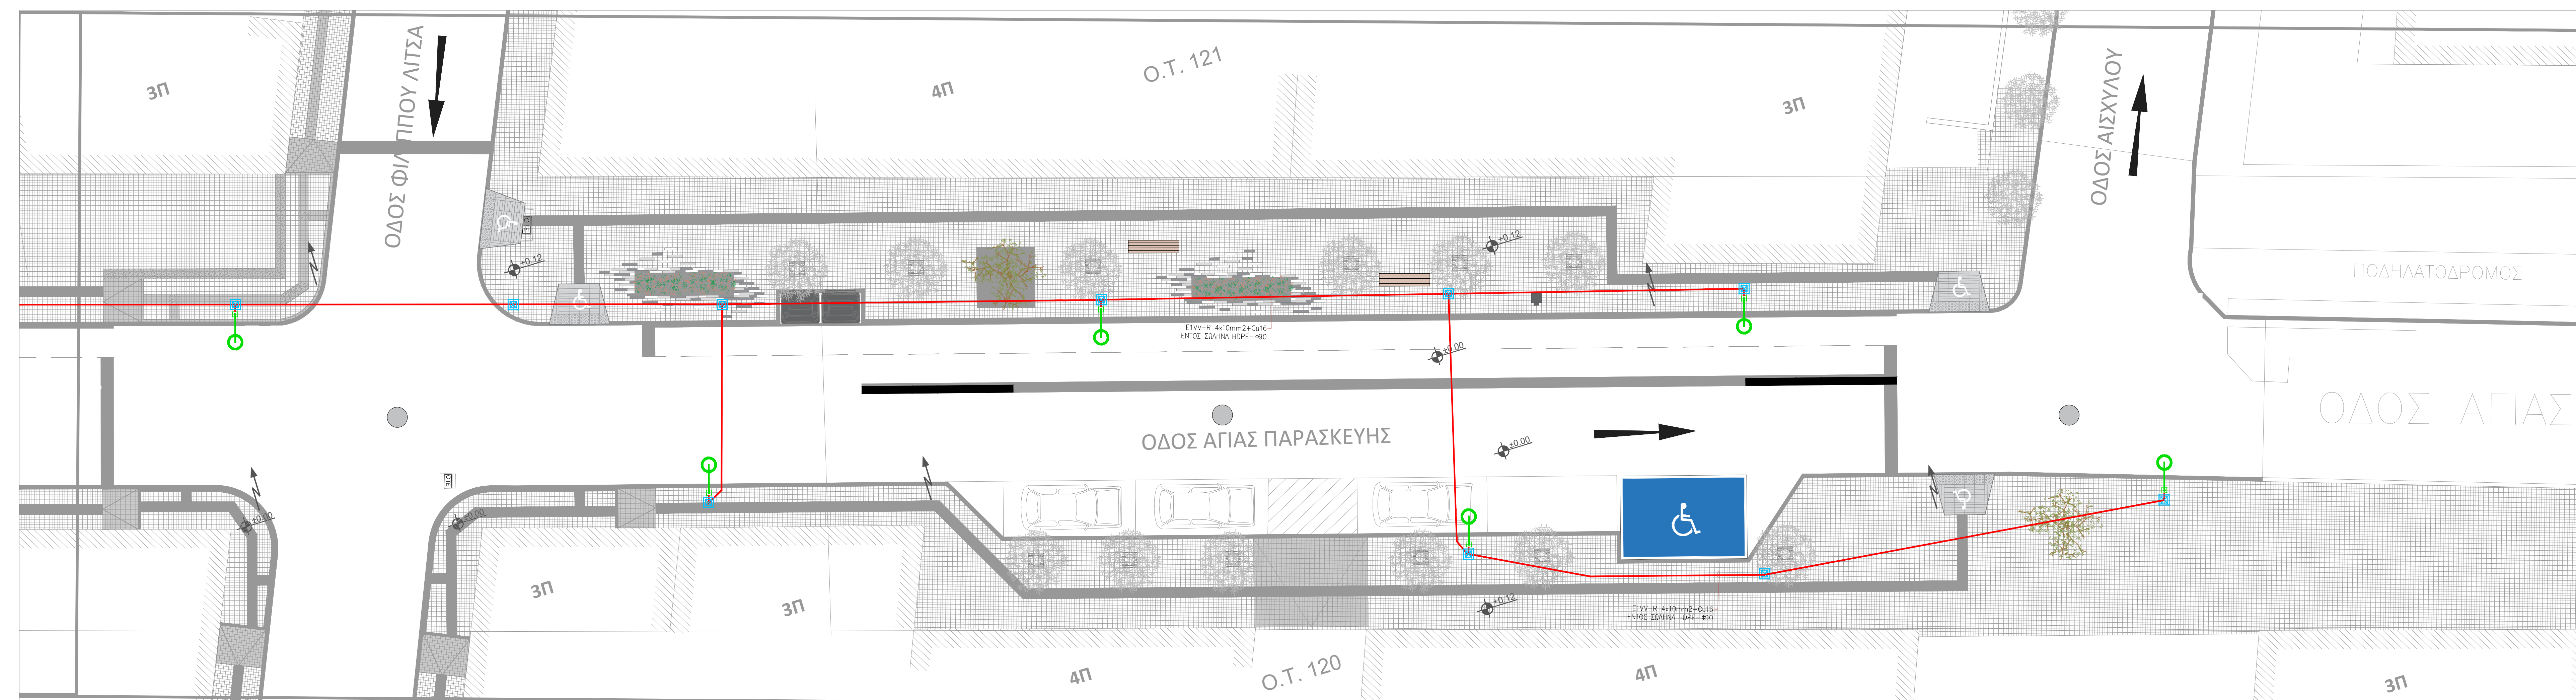 Ο.Τ. 121
3Π
ΟΔΟΣ ΦΙΛΙΠΠΟΥ ΛΙΤΣΑ
4Π
3Π
ΟΔΟΣ ΑΙΣΧΥΛΟΥ
+0.12
+0.12
ΠΟΔΗΛΑΤΟΔΡΟΜΟΣ
E1VV-R 4x10mm2+Cu16
ΕΝΤΟΣ ΣΩΛΗΝΑ HDPE-Φ90
±0.00
ΟΔΟΣ ΑΓΙΑΣ
ΟΔΟΣ ΑΓΙΑΣ ΠΑΡΑΣΚΕΥΗΣ
±0.00
±0.00
±0.00
3Π
3Π
+0.12
E1VV-R 4x10mm2+Cu16
ΕΝΤΟΣ ΣΩΛΗΝΑ HDPE-Φ90
4Π
Ο.Τ. 120
4Π
3Π